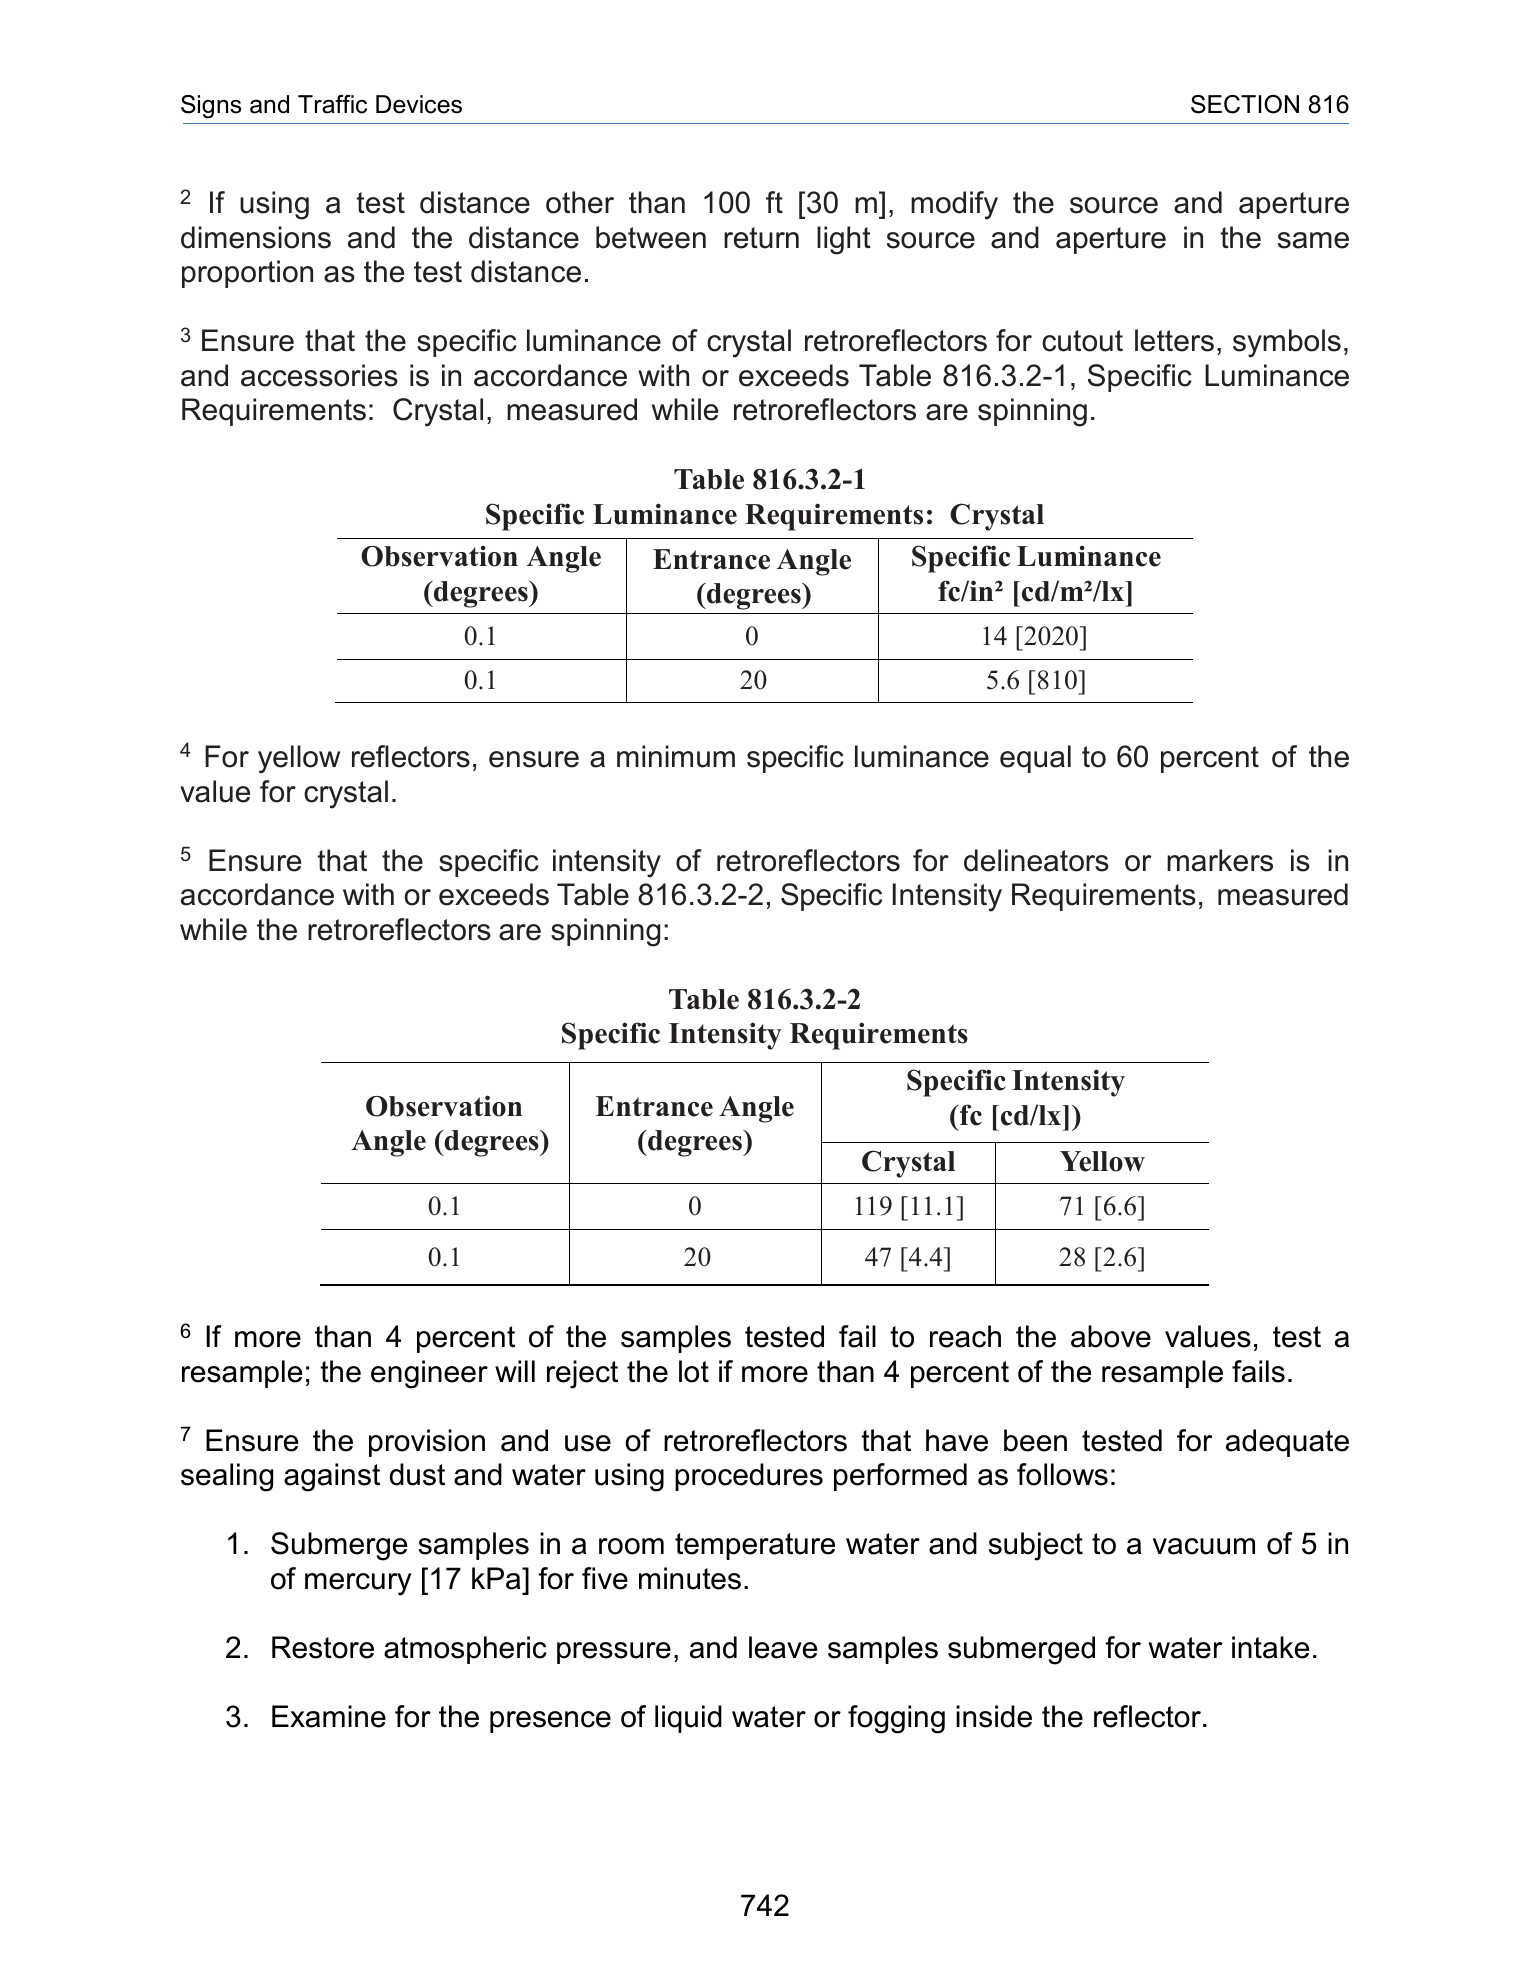 Signs and Traffic Devices SECTION 816
2 If using a test distance other than 100 ft [30 m], modify the source and aperture
dimensions and the distance between return light source and aperture in the same
proportion as the test distance.
3 Ensure that the specific luminance of crystal retroreflectors for cutout letters, symbols,
and accessories is in accordance with or exceeds Table 816.3.2-1, Specific Luminance
Requirements: Crystal, measured while retroreflectors are spinning.
Table 816.3.2-1
Specific Luminance Requirements: Crystal
Observation Angle (degrees) Entrance Angle (degrees) Specific Luminance fc/in² [cd/m²/lx]
0.1 0 14 [2020]
0.1 20 5.6 [810]
4 For yellow reflectors, ensure a minimum specific luminance equal to 60 percent of the
value for crystal.
5 Ensure that the specific intensity of retroreflectors for delineators or markers is in
accordance with or exceeds Table 816.3.2-2, Specific Intensity Requirements, measured
while the retroreflectors are spinning:
Table 816.3.2-2
Specific Intensity Requirements
Observation Angle (degrees) Entrance Angle (degrees) Specific Intensity (fc [cd/lx])
Crystal Yellow
0.1 0 119 [11.1] 71 [6.6]
0.1 20 47 [4.4] 28 [2.6]
6 If more than 4 percent of the samples tested fail to reach the above values, test a
resample; the engineer will reject the lot if more than 4 percent of the resample fails.
7 Ensure the provision and use of retroreflectors that have been tested for adequate
sealing against dust and water using procedures performed as follows:
1. Submerge samples in a room temperature water and subject to a vacuum of 5 in
of mercury [17 kPa] for five minutes.
2. Restore atmospheric pressure, and leave samples submerged for water intake.
3. Examine for the presence of liquid water or fogging inside the reflector.
742